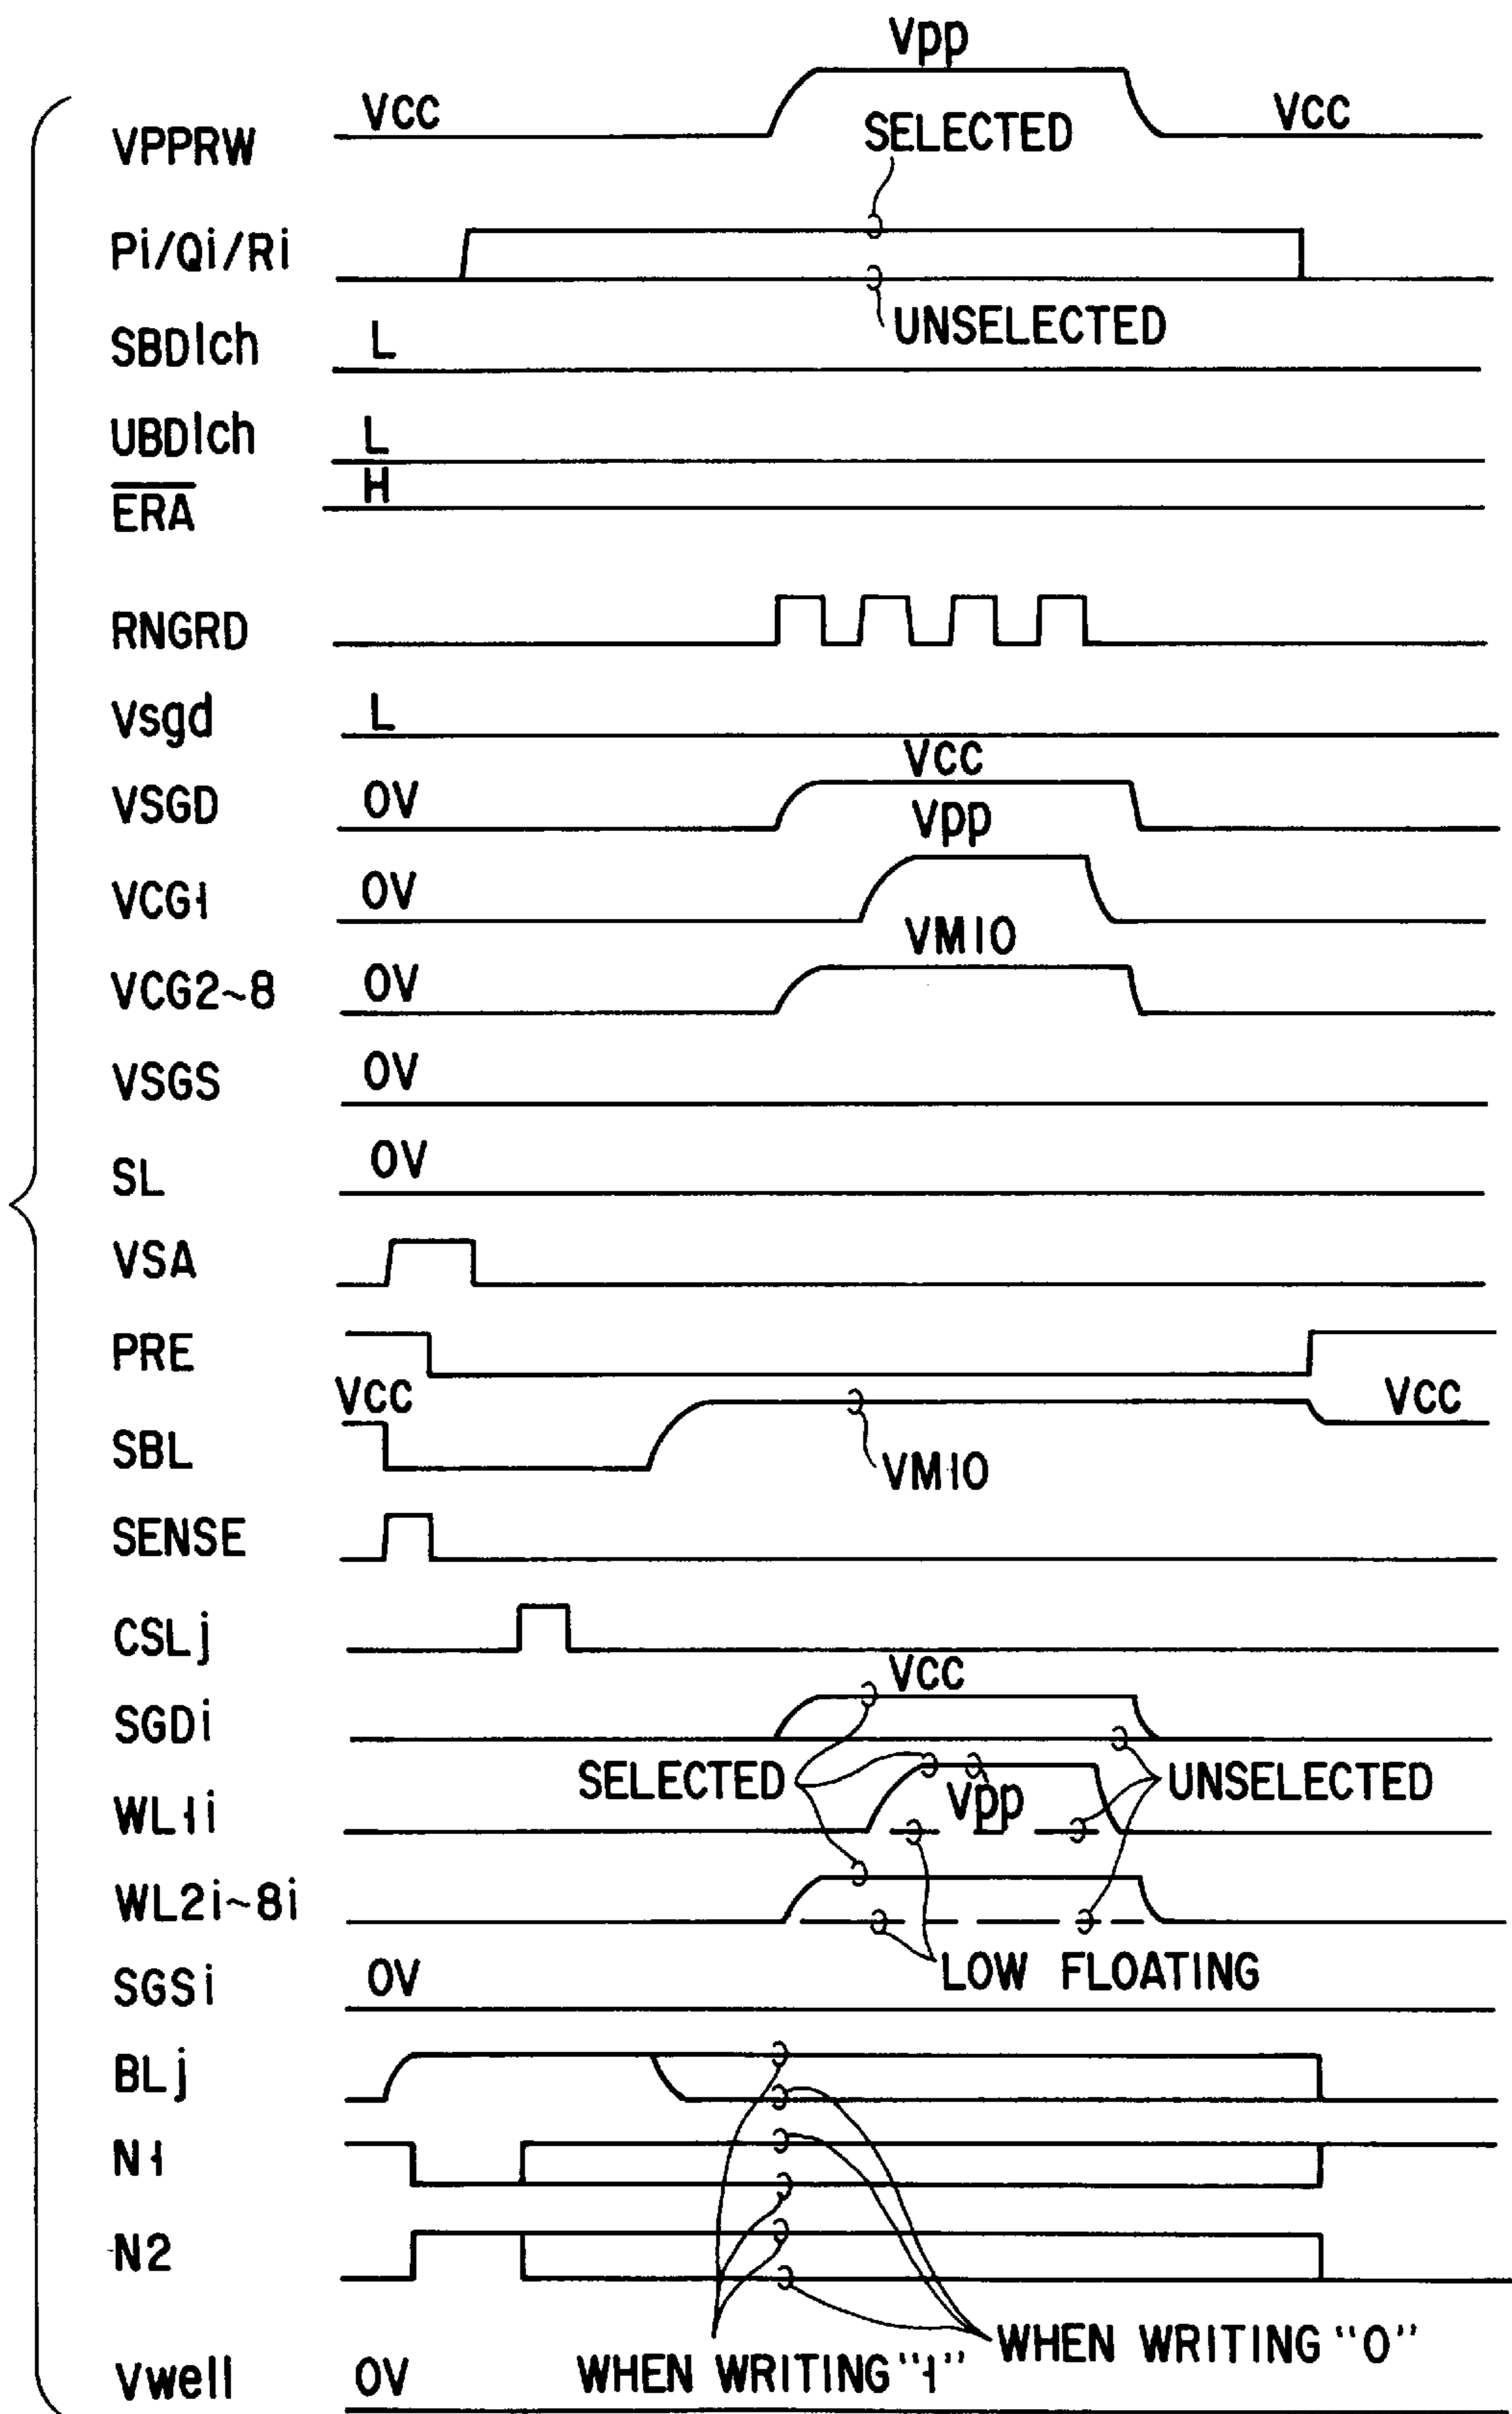 Vpp
VPPRW VCC SELECTED VCC
Pi/Qi/Ri
UNSELECTED
SBDlch L
UBDlch L
ERA H
RNGRD
Vsgd L
VSGD 0V VCC
VCG1 0V Vpp
VCG2~8 0V VM10
VSGS 0V
SL 0V
VSA
PRE
SBL VCC VCC
VM10
SENSE
CSLj
SGDi VCC
SELECTED UNSELECTED
WL1i Vpp
WL2i~8i
LOW FLOATING
SGSi 0V
BLj
N1
N2
WHEN WRITING "0"
WHEN WRITING "1"
Vwell 0V